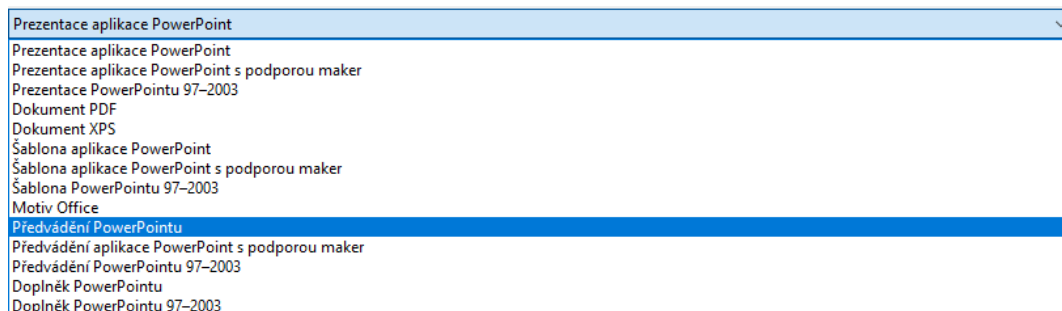 Prezentace aplikace PowerPoint
Prezentace aplikace PowerPoint
Prezentace aplikace PowerPoint s podporou maker
Prezentace PowerPointu 97–2003
Dokument PDF
Dokument XPS
Šablona aplikace PowerPoint
Šablona aplikace PowerPoint s podporou maker
Šablona PowerPointu 97–2003
Motiv Office
Předvádění PowerPointu
Předvádění aplikace PowerPoint s podporou maker
Předvádění PowerPointu 97–2003
Doplněk PowerPointu
Doplněk PowerPointu 97–2003